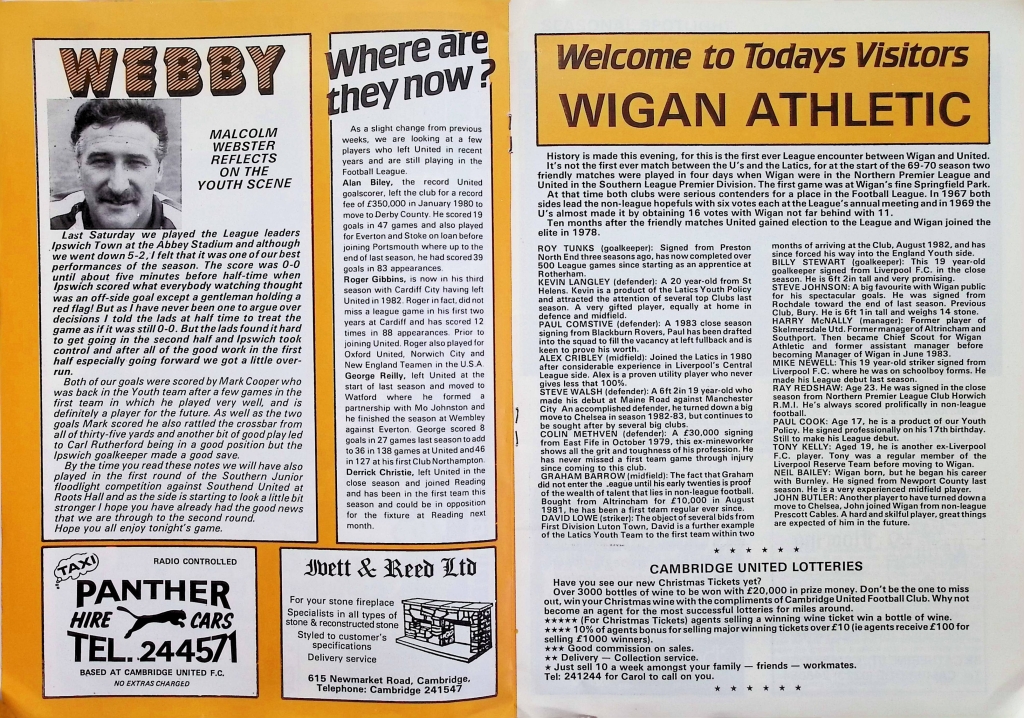 WEBBY
MALCOLM
WEBSTER
REFLECTS
ON THE
YOUTH SCENE
Last Saturday we played the League leaders
Ipswich Town at the Abbey Stadium and although
we went down 5-2, I felt that it was one of our best
performances of the season. The score was 0-0
until about five minutes before half-time when
Ipswich scored what everybody watching thought
was an off-side goal except a gentleman holding a
red flag! But as I have never been one to argue over
decisions I told the lads at half time to treat the
game as if it was still 0-0. But the lads found it hard
to get going in the second half and Ipswich took
control and after all of the good work in the first
half especially going forward we got a little over-
run.
Both of our goals were scored by Mark Cooper who
was back in the Youth team after a few games in the
first team in which he played very well, and is
definitely a player for the future. As well as the two
goals Mark scored he also rattled the crossbar from
all of thirty-five yards and another bit of good play led
to Carl Rutherford being in a good position but the
Ipswich goalkeeper made a good save.
By the time you read these notes we will have also
played in the first round of the Southern Junior
floodlight competition against Southend United at
Roots Hall and as the side is starting to look a little bit
stronger I hope you have already had the good news
that we are through to the second round.
Hope you all enjoy tonight's game.
Where are
they now?
As a slight change from previous
weeks, we are looking at a few
players who left United in recent
years and are still playing in the
Football League.
Alan Biley, the record United
goalscorer, left the club for a record
fee of £350,000 in January 1980 to
move to Derby County. He scored 19
goals in 47 games and also played
for Everton and Stoke on loan before
joining Portsmouth where up to the
end of last season, he had scored 39
goals in 83 appearances.
Roger Gibbins, is now in his third
season with Cardiff City having left
United in 1982. Roger in fact, did not
miss a league game in his first two
years at Cardiff and has scored 12
times in 88 appearances. Prior to
joining United. Roger also played for
Oxford United, Norwich City and
New England Teamen in the U.S.A.
George Reilly, left United at the
start of last season and moved to
Watford where he formed a
partnership with Mo Johnston and
he finished the season at Wembley
against Everton. George scored 8
goals in 27 games last season to add
to 36 in 138 games at United and 46
in 127 at his first club Northampton.
Derrick Christie, left United in the
close season and joined Reading
and has been in the first team this
season and could be in opposition
for the fixture at Reading next
month.
TAXI
RADIO CONTROLLED
PANTHER
HIRE CARS
TEL. 244571
BASED AT CAMBRIDGE UNITED F.C.
NO EXTRAS CHARGED
Ivett & Reed Ltd
For your stone fireplace
Specialists in all types of
stone & reconstructed stone
Styled to customer's
specifications
Delivery service
615 Newmarket Road, Cambridge.
Telephone: Cambridge 241547
Welcome to Todays Visitors
WIGAN ATHLETIC
History is made this evening, for this is the first ever League encounter between Wigan and United.
It's not the first ever match between the U's and the Latics, for at the start of the 69-70 season two
friendly matches were played in four days when Wigan were in the Northern Premier League and
United in the Southern League Premier Division. The first game was at Wigan's fine Springfield Park.
At that time both clubs were serious contenders for a place in the Football League. In 1967 both
sides lead the non-league hopefuls with six votes each at the League's annual meeting and in 1969 the
U's almost made it by obtaining 16 votes with Wigan not far behind with 11.
Ten months after the friendly matches United gained election to the League and Wigan joined the
elite in 1978.
ROY TUNKS (goalkeeper): Signed from Preston
North End three seasons ago, has now completed over
500 League games since starting as an apprentice at
Rotherham.
KEVIN LANGLEY (defender): A 20 year-old from St
Helens. Kevin is a product of the Latics Youth Policy
and attracted the attention of several top Clubs last
season. A very gifted player, equally at home in
defence and midfield.
PAUL COMSTIVE (defender): A 1983 close season
signing from Blackburn Rovers, Paul has been drafted
into the squad to fill the vacancy at left fullback and is
keen to prove his worth.
ALEX CRIBLEY (midfield): Joined the Latics in 1980
after considerable experience in Liverpool's Central
League side. Alex is a proven utility player who never
gives less that 100%.
STEVE WALSH (defender): A 6ft 2in 19 year-old who
made his debut at Maine Road against Manchester
City An accomplished defender, he turned down a big
move to Chelsea in season 1982-83, but continues to
be sought after by several big clubs.
COLIN METHVEN (defender): A £30,000 signing
from East Fife in October 1979, this ex-mineworker
shows all the grit and toughness of his profession. He
has never missed a first team game through injury
since coming to this club.
GRAHAM BARROW (midfield): The fact that Graham
did not enter the League until his early twenties is proof
of the wealth of talent that lies in non-league football.
Bought from Altrincham for £10,000 in August
1981, he has been a first team regular ever since.
DAVID LOWE (striker): The object of several bids from
First Division Luton Town, David is a further example
of the Latics Youth Team to the first team within two
months of arriving at the Club, August 1982, and has
since forced his way into the England Youth side.
BILLY STEWART (goalkeeper): This 19 year-old
goalkeeper signed from Liverpool F.C. in the close
season. He is 6ft 2in tall and very promising.
STEVE JOHNSON: A big favourite with Wigan public
for his spectacular goals. He was signed from
Rochdale toward the end of last season. Previous
Club, Bury. He is 6ft 1in tall and weighs 14 stone.
HARRY McNALLY (manager): Former player of
Skelmersdale Utd. Former manager of Altrincham and
Southport. Then became Chief Scout for Wigan
Athletic and former assistant manager before
becoming Manager of Wigan in June 1983.
MIKE NEWELL: This 19 year-old striker signed from
Liverpool F.C. where he was on schoolboy forms. He
made his League debut last season.
RAY REDSHAW: Age 23. He was signed in the close
season from Northern Premier League Club Horwich
R.M.I. He's always scored prolifically in non-league
football.
PAUL COOK: Age 17, he is a product of our Youth
Policy. He signed professionally on his 17th birthday.
Still to make his League debut.
TONY KELLY: Aged 19, he is another ex-Liverpool
F.C. player. Tony was a regular member of the
Liverpool Reserve Team before moving to Wigan.
NEIL BAILEY: Wigan born, but he began his career
with Burnley. He signed from Newport County last
season. He is a very experienced midfield player.
JOHN BUTLER: Another player to have turned down a
move to Chelsea, John joined Wigan from non-league
Prescott Cables. A hard and skilful player, great things
are expected of him in the future.
★ ★ ★ ★ ★ ★
CAMBRIDGE UNITED LOTTERIES
Have you see our new Christmas Tickets yet?
Over 3000 bottles of wine to be won with £20,000 in prize money. Don't be the one to miss
out, win your Christmas wine with the compliments of Cambridge United Football Club. Why not
become an agent for the most successful lotteries for miles around.
★★★★★ (For Christmas Tickets) agents selling a winning wine ticket win a bottle of wine.
★★★★ 10% of agents bonus for selling major winning tickets over £10 (ie agents receive £100 for
selling £1000 winners).
★★★ Good commission on sales.
★★ Delivery — Collection service.
★ Just sell 10 a week amongst your family — friends — workmates.
Tel: 241244 for Carol to call on you.
★ ★ ★ ★ ★ ★